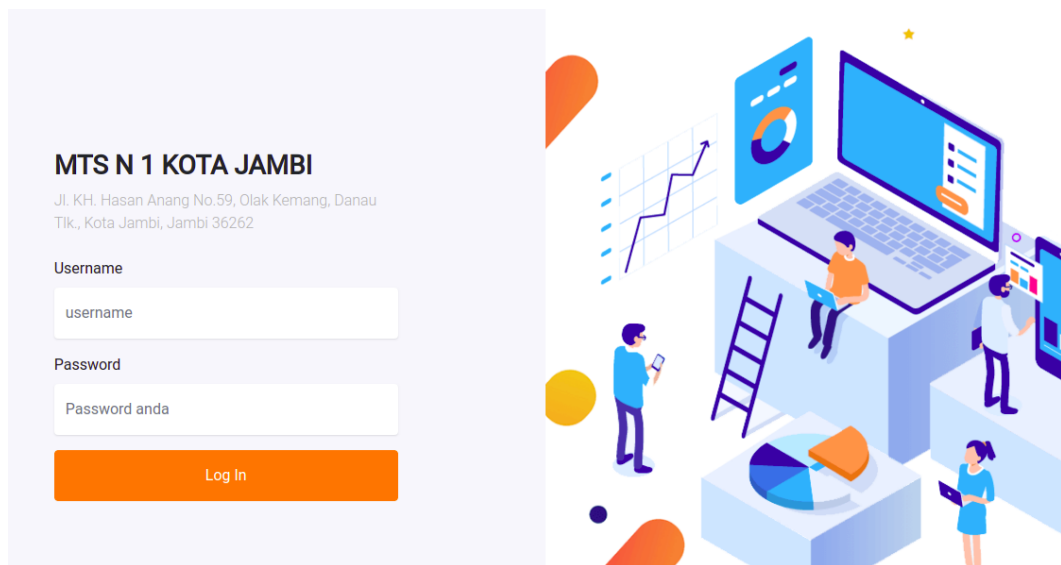 MTS N 1 KOTA JAMBI
Jl. KH. Hasan Anang No.59, Olak Kemang, Danau
Tlk., Kota Jambi, Jambi 36262
Username
username
Password
Password anda
Log In